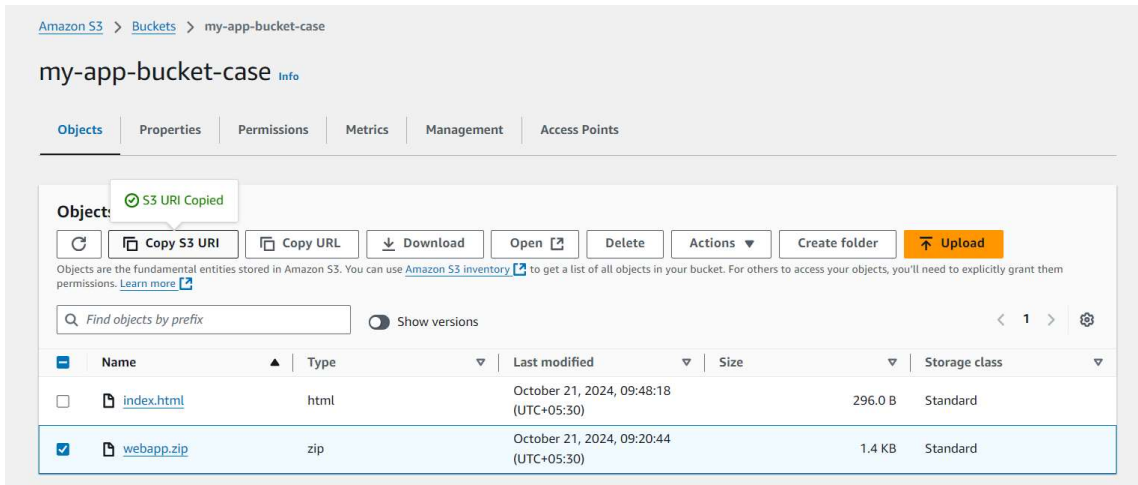 Amazon S3 > Buckets > my-app-bucket-case
my-app-bucket-case Info
Objects Properties Permissions Metrics Management Access Points
S3 URI Copied
Objects
Copy S3 URI Copy URL Download Open Delete Actions Create folder Upload
Objects are the fundamental entities stored in Amazon S3. You can use Amazon S3 inventory to get a list of all objects in your bucket. For others to access your objects, you'll need to explicitly grant them
permissions. Learn more
Find objects by prefix Show versions < 1 >
Name Type Last modified Size Storage class
index.html html October 21, 2024, 09:48:18 (UTC+05:30) 296.0 B Standard
webapp.zip zip October 21, 2024, 09:20:44 (UTC+05:30) 1.4 KB Standard